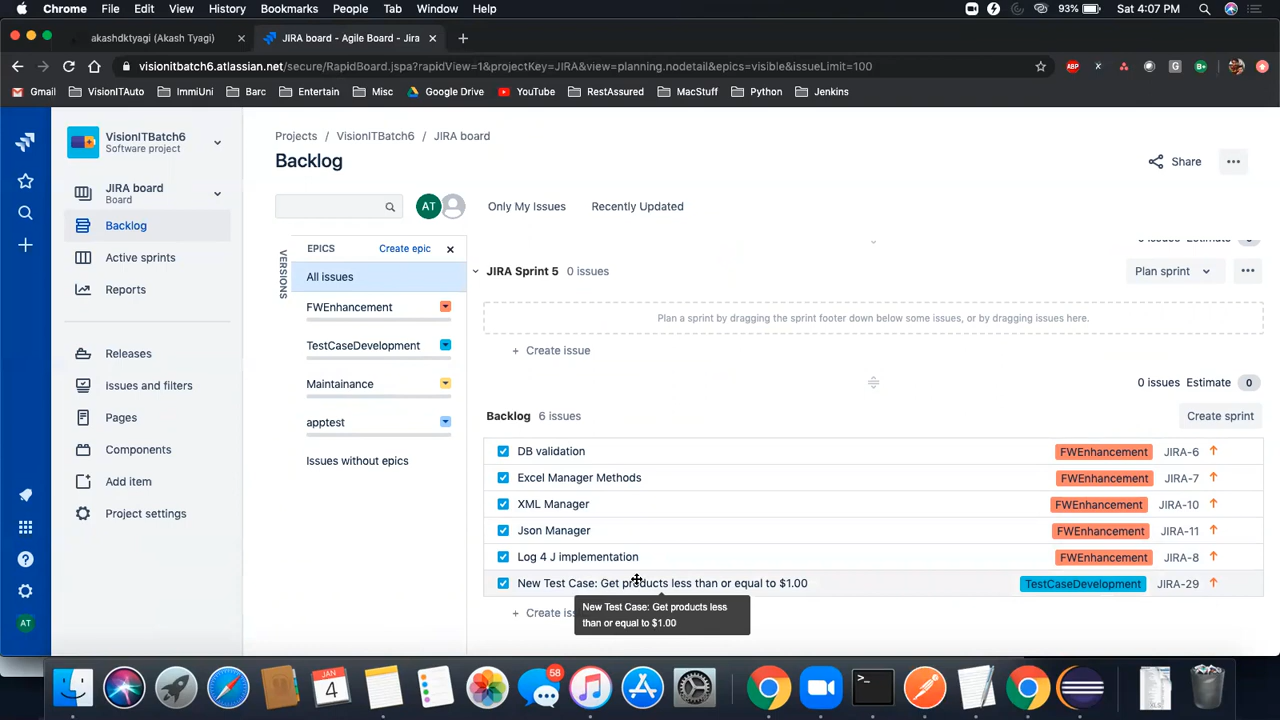 Chrome File Edit View History Bookmarks People Tab Window Help 93% Sat 4:07 PM
akashdktyagi (Akash Tyagi) JIRA board - Agile Board - Jira
visionitbatch6.atlassian.net/secure/RapidBoard.jspa?rapidView=1&projectKey=JIRA&view=planning.nodetail&epics=visible&issueLimit=100
Gmail VisionITAuto ImmiUni Barc Entertain Misc Google Drive YouTube RestAssured MacStuff Python Jenkins
VisionITBatch6
Software project
JIRA board
Board
Backlog
Active sprints
Reports
Releases
Issues and filters
Pages
Components
Add item
Project settings
AT
Projects / VisionITBatch6 / JIRA board
Backlog
Share
AT Only My Issues Recently Updated
VERSIONS
EPICS Create epic
All issues
FWEnhancement
TestCaseDevelopment
Maintainance
apptest
Issues without epics
0 issues Estimate
JIRA Sprint 5 0 issues Plan sprint
Plan a sprint by dragging the sprint footer down below some issues, or by dragging issues here.
+ Create issue
0 issues Estimate 0
Backlog 6 issues Create sprint
DB validation FWEnhancement JIRA-6
Excel Manager Methods FWEnhancement JIRA-7
XML Manager FWEnhancement JIRA-10
Json Manager FWEnhancement JIRA-11
Log 4 J implementation FWEnhancement JIRA-8
New Test Case: Get products less than or equal to $1.00 TestCaseDevelopment JIRA-29
+ Create iss
New Test Case: Get products less
than or equal to $1.00
JAN
4
58